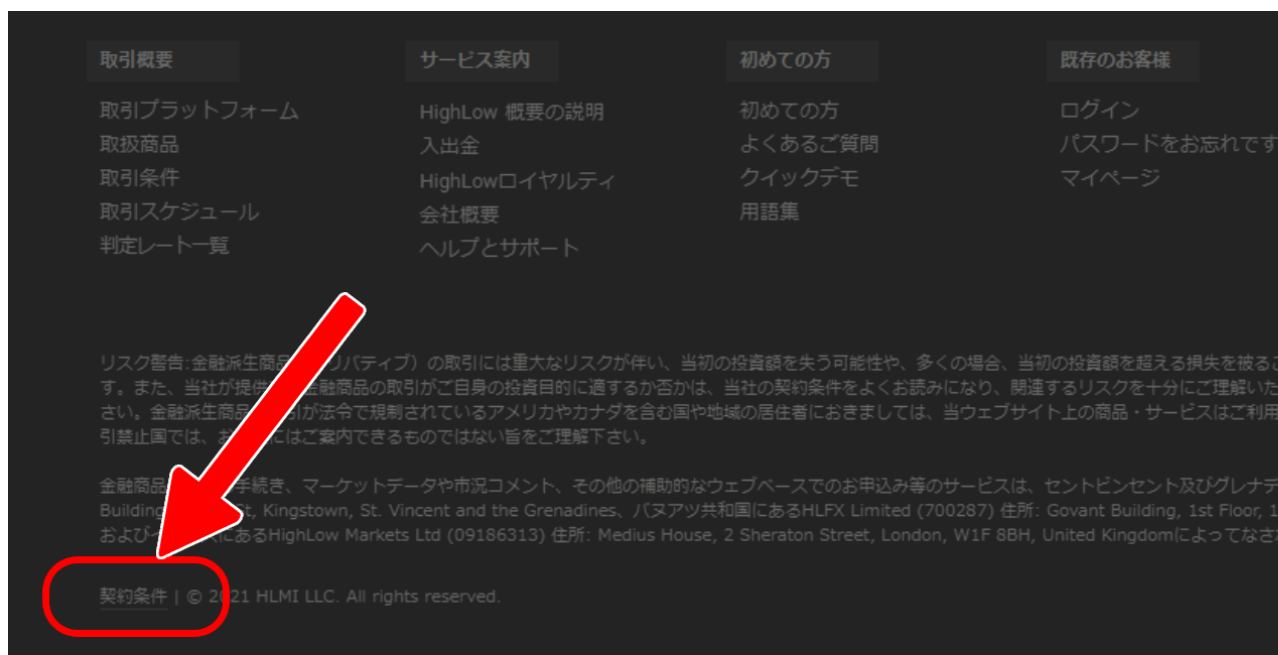 取引概要
取引プラットフォーム
取扱商品
取引条件
取引スケジュール
判定レート一覧
サービス案内
HighLow 概要の説明
入出金
HighLowロイヤルティ
会社概要
ヘルプとサポート
初めての方
初めての方
よくあるご質問
クイックデモ
用語集
既存のお客様
ログイン
パスワードをお忘れです
マイページ
リスク警告:金融派生商品 リバティブ）の取引には重大なリスクが伴い、当初の投資額を失う可能性や、多くの場合、当初の投資額を超える損失を被るこ
す。また、当社が提供 金融商品の取引がご自身の投資目的に適するか否かは、当社の契約条件をよくお読みになり、関連するリスクを十分にご理解いた
さい。金融派生商品 引が法令で規制されているアメリカやカナダを含む国や地域の居住者におきましては、当ウェブサイト上の商品・サービスはご利用
引禁止国では、お にはご案内できるものではない旨をご理解下さい。
金融商品 手続き、マーケットデータや市況コメント、その他の補助的なウェブベースでのお申込み等のサービスは、セントビンセント及びグレナデ
Building t, Kingstown, St. Vincent and the Grenadines、バヌアツ共和国にあるHLFX Limited (700287) 住所: Govant Building, 1st Floor, 1
および にあるHighLow Markets Ltd (09186313) 住所: Medius House, 2 Sheraton Street, London, W1F 8BH, United Kingdomによってなさ
契約条件 | © 2021 HLMI LLC. All rights reserved.